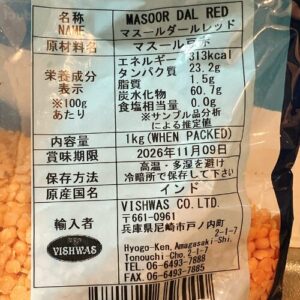 名称 MASOOR DAL RED
NAME マスールダールレッド
原材料名 マスール
栄養成分 エネルギー 313kcal
表示 タンパク質 23.2g
※100g 脂質 1.5g
あたり 炭水化物 60.7g
食塩相当量 0.0g
※サンプル品分析
による推定値
内容量 1kg(WHEN PACKED)
賞味期限 2026年11月09日
保存方法 高温・多湿を避け
冷暗所で保存して下さい
原産国名 インド
輸入者 VISHWAS CO.LTD.
〒661-0961
兵庫県尼崎市戸ノ内町
2-1-7
VISHWAS
Hyogo-Ken,Amagasaki-Shi,
Tonouchi-Cho,2-1-7
TEL.06-6493-7888
FAX.06-6493-7885